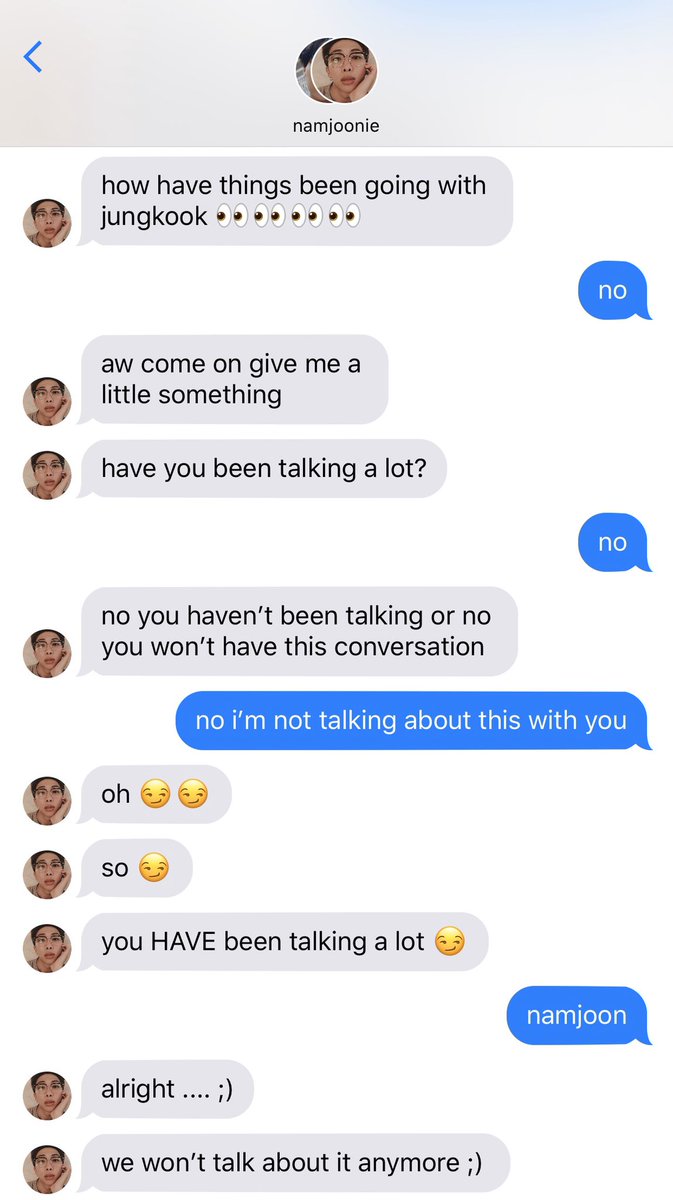 namjoonie
how have things been going with
jungkook 👀 👀 👀 👀
no
aw come on give me a
little something
have you been talking a lot?
no
no you haven’t been talking or no
you won’t have this conversation
no i’m not talking about this with you
oh 😏 😏
so 😏
you HAVE been talking a lot 😏
namjoon
alright .... ;)
we won’t talk about it anymore ;)